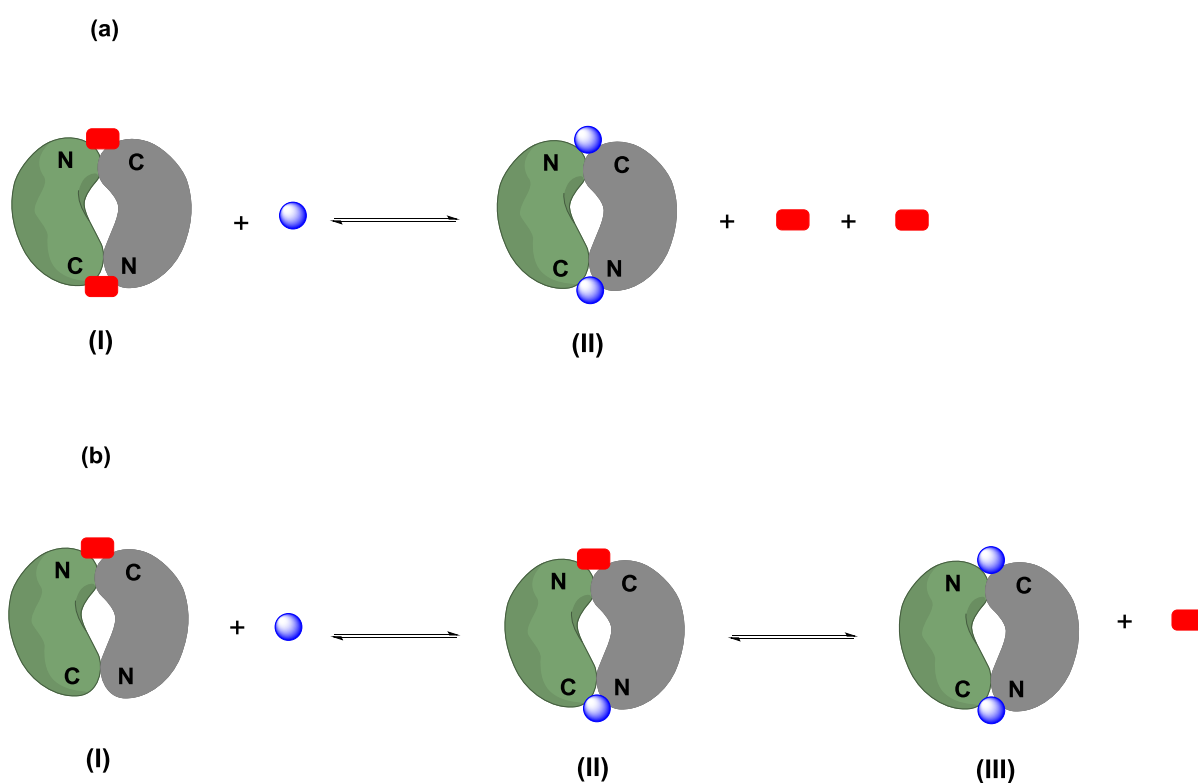 (a)
N C N C
+ + +
C N C N
(I) (II)
(b)
N C N C N C
+ +
C N C N C N
(I) (II) (III)